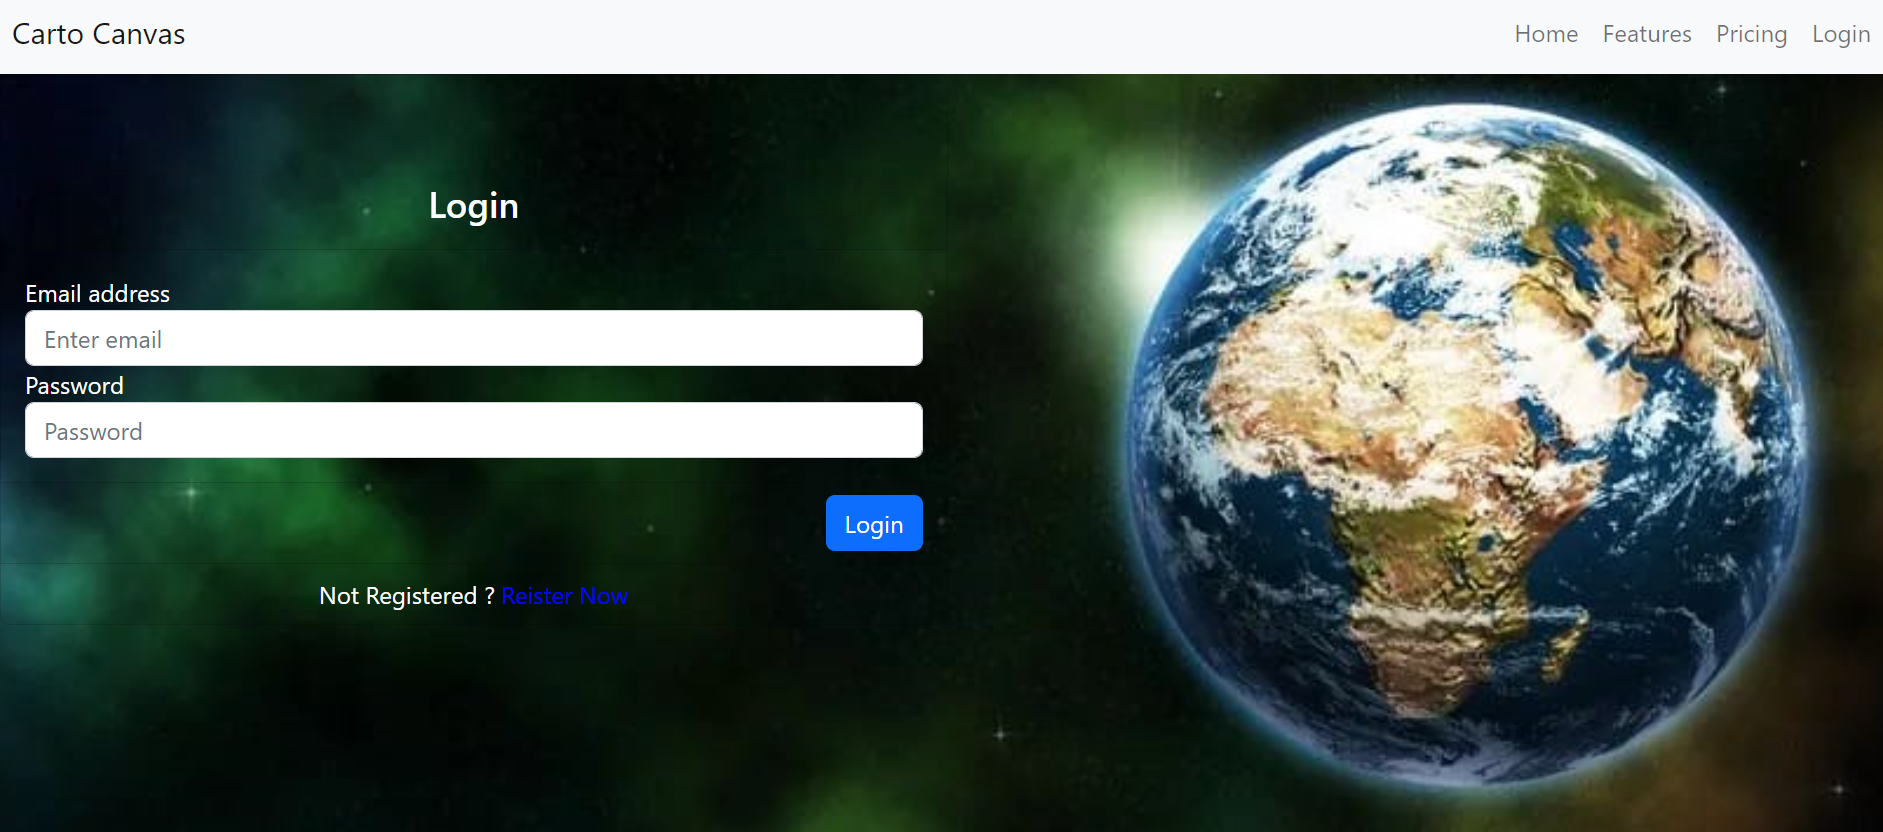 Carto Canvas Home Features Pricing Login
Login
Email address
Enter email
Password
Password
Login
Not Registered ? Reister Now